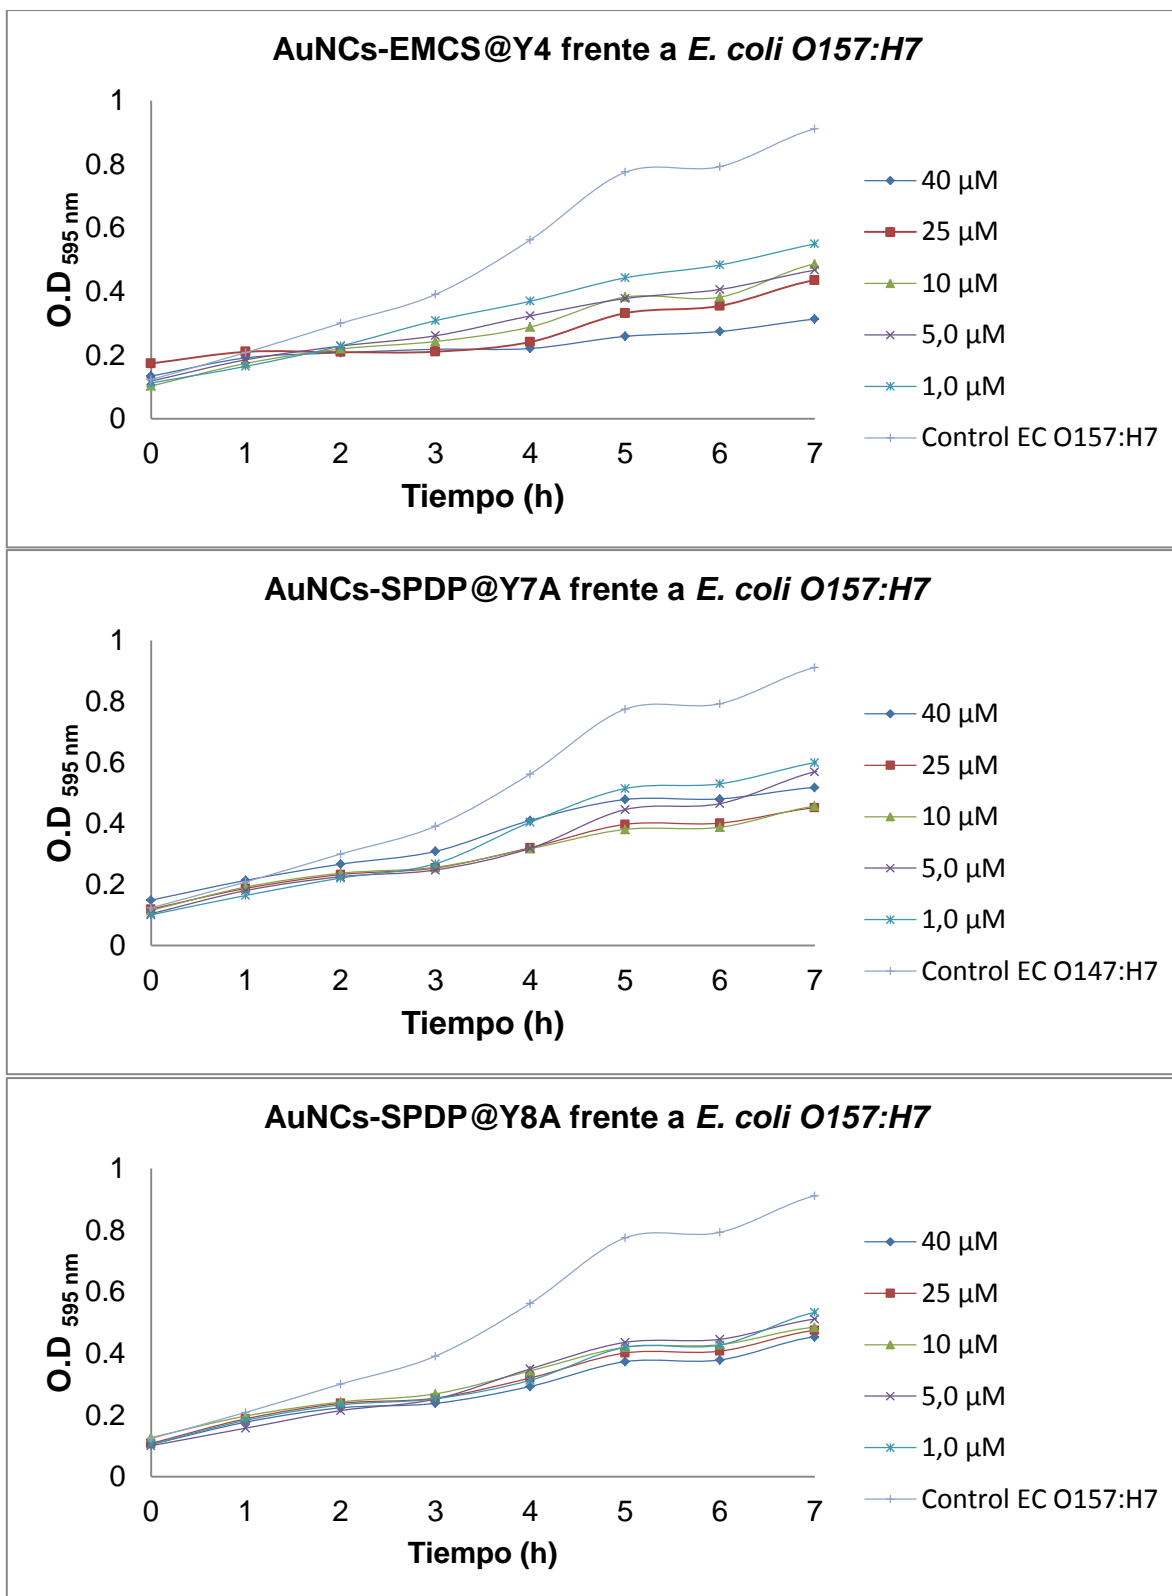 AuNCs-EMCS@Y4 frente a E. coli O157:H7
1
0.8
0.6
0.4
0.2
0
O.D 595 nm
0 1 2 3 4 5 6 7
Tiempo (h)
40 µM
25 µM
10 µM
5,0 µM
1,0 µM
Control EC O157:H7
AuNCs-SPDP@Y7A frente a E. coli O157:H7
1
0.8
0.6
0.4
0.2
0
O.D 595 nm
0 1 2 3 4 5 6 7
Tiempo (h)
40 µM
25 µM
10 µM
5,0 µM
1,0 µM
Control EC O147:H7
AuNCs-SPDP@Y8A frente a E. coli O157:H7
1
0.8
0.6
0.4
0.2
0
O.D 595 nm
0 1 2 3 4 5 6 7
Tiempo (h)
40 µM
25 µM
10 µM
5,0 µM
1,0 µM
Control EC O157:H7